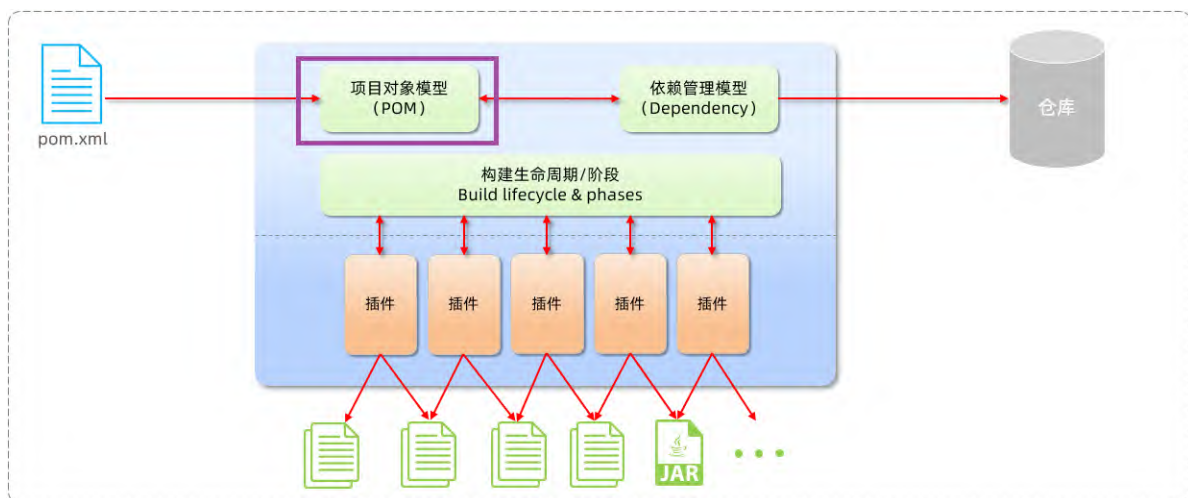 pom.xml
项目对象模型
（POM）
依赖管理模型
（Dependency）
仓库
构建生命周期/阶段
Build lifecycle & phases
插件
插件
插件
插件
插件
JAR